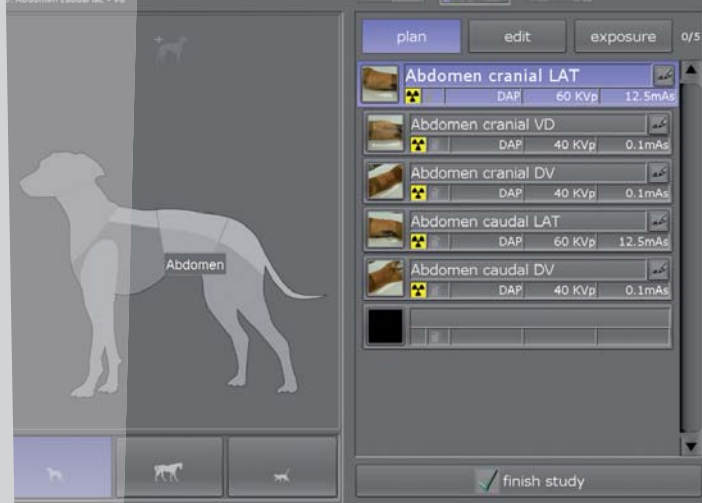 plan
edit
exposure
0/5
Abdomen cranial LAT
DAP 60 KVp 12.5mAs
Abdomen cranial VD
DAP 40 KVp 0.1mAs
Abdomen cranial DV
DAP 40 KVp 0.1mAs
Abdomen caudal LAT
DAP 60 KVp 12.5mAs
Abdomen caudal DV
DAP 40 KVp 0.1mAs
Abdomen
finish study